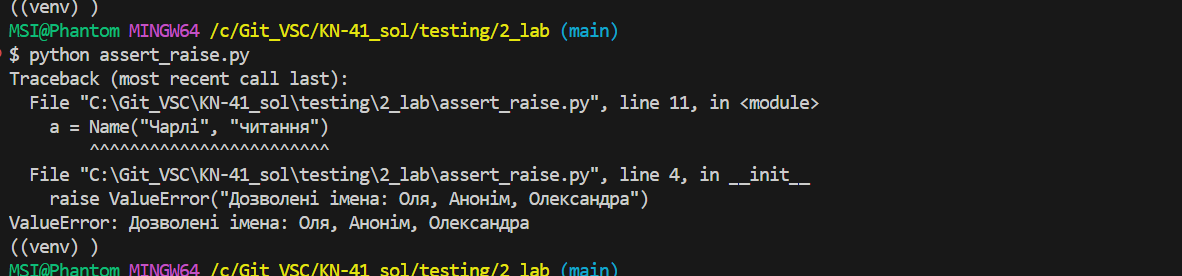 ((venv) )
MSI@Phantom MINGW64 /c/Git_VSC/KN-41_sol/testing/2_lab (main)
$ python assert_raise.py
Traceback (most recent call last):
  File "C:\Git_VSC\KN-41_sol\testing\2_lab\assert_raise.py", line 11, in <module>
    a = Name("Чарлі", "читання")
        ^^^^^^^^^^^^^^^^^^^^^^^^
  File "C:\Git_VSC\KN-41_sol\testing\2_lab\assert_raise.py", line 4, in __init__
    raise ValueError("Дозволені імена: Оля, Анонім, Олександра")
ValueError: Дозволені імена: Оля, Анонім, Олександра
((venv) )
MSI@Phantom MINGW64 /c/Git_VSC/KN-41_sol/testing/2_lab (main)